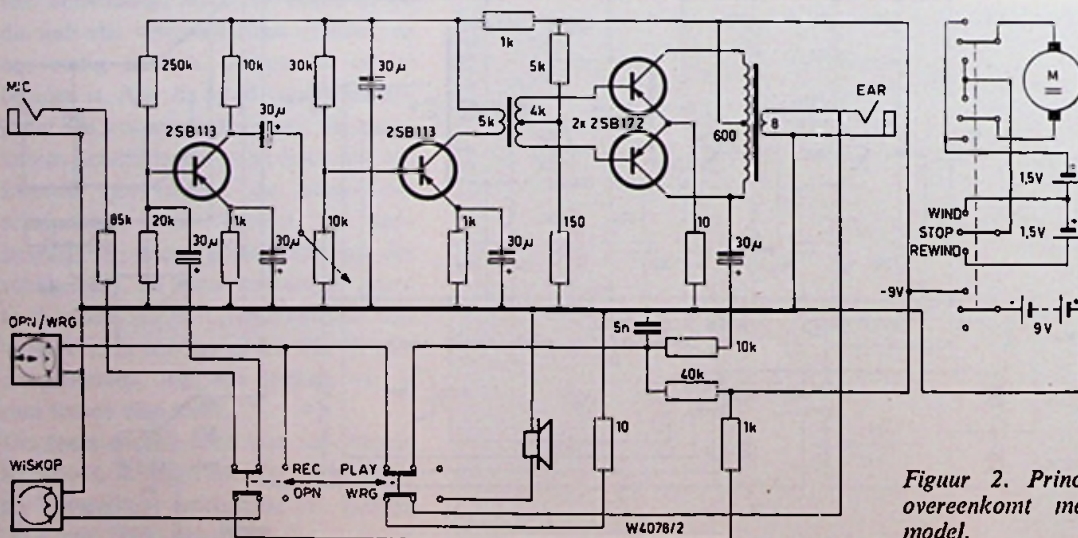 1k
250k
10k
30k
30µ
5k
MIC
30µ
5k
4k
2x 2SB172
EAR
2SB113
2SB113
600
8
M
1,5V
85k
20k
30µ
1k
30µ
10k
1k
30µ
150
10
30µ
WIND
STOP
REWIND
1,5V
-9V
9V
OPN/WRG
5n
10k
40k
10
1k
WISKOP
REC
PLAY
OPN
WRG
W4078/2
Figuur 2. Princ
overeenkomt me
model.